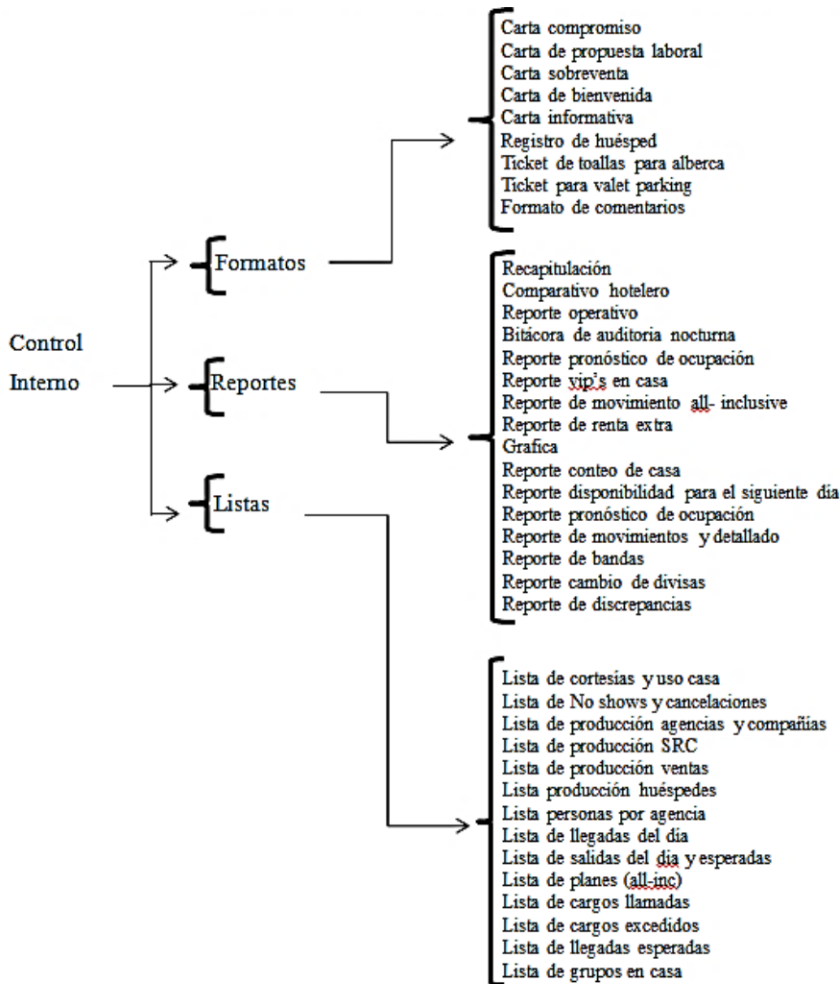 Control
Interno
Formatos
Carta compromiso
Carta de propuesta laboral
Carta sobreventa
Carta de bienvenida
Carta informativa
Registro de huésped
Ticket de toallas para alberca
Ticket para valet parking
Formato de comentarios
Reportes
Recapitulación
Comparativo hotelero
Reporte operativo
Bitácora de auditoria nocturna
Reporte pronóstico de ocupación
Reporte vip's en casa
Reporte de movimiento all- inclusive
Reporte de renta extra
Grafica
Reporte conteo de casa
Reporte disponibilidad para el siguiente día
Reporte pronóstico de ocupación
Reporte de movimientos y detallado
Reporte de bandas
Reporte cambio de divisas
Reporte de discrepancias
Listas
Lista de cortesías y uso casa
Lista de No shows y cancelaciones
Lista de producción agencias y compañías
Lista de producción SRC
Lista de producción ventas
Lista producción huéspedes
Lista personas por agencia
Lista de llegadas del día
Lista de salidas del dia y esperadas
Lista de planes (all-inc)
Lista de cargos llamadas
Lista de cargos excedidos
Lista de llegadas esperadas
Lista de grupos en casa